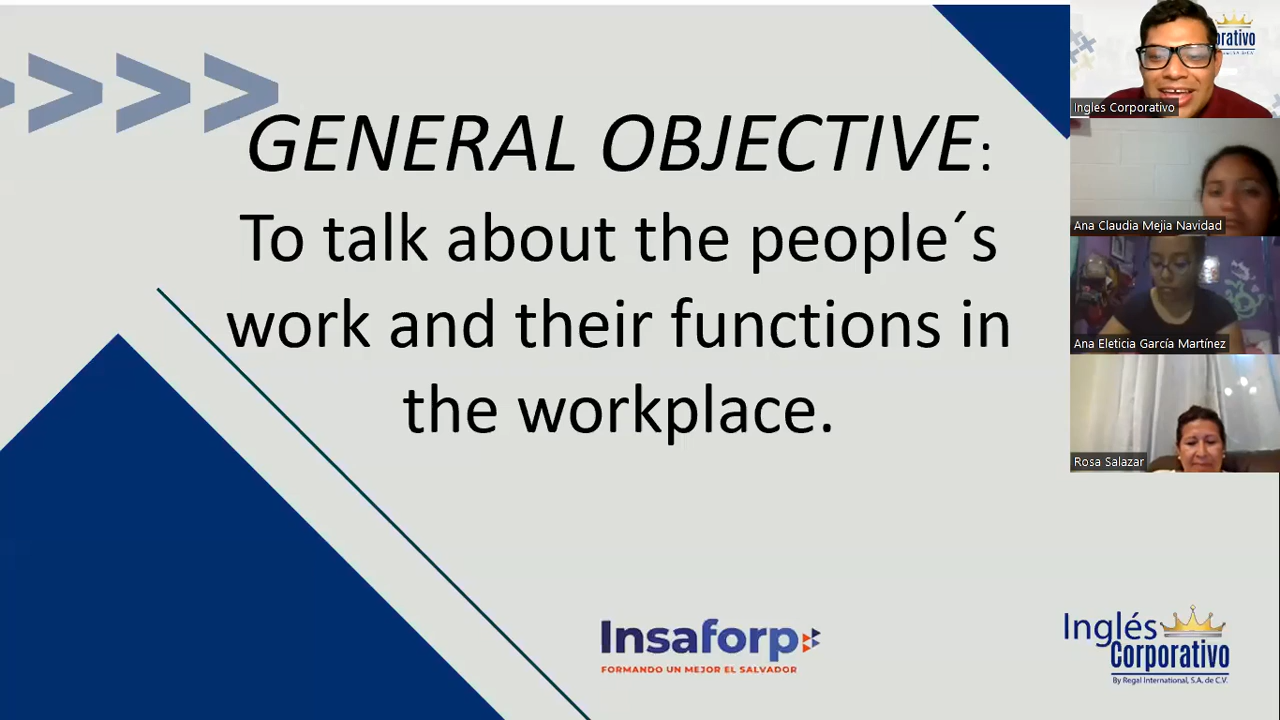 >>>>
GENERAL OBJECTIVE:
To talk about the people´s
work and their functions in
the workplace.
Insaforp
FORMANDO UN MEJOR EL SALVADOR
Inglés
Corporativo
By Regal International, S.A. de C.V.
Ingles Corporativo
Ana Claudia Mejia Navidad
Ana Eleticia García Martínez
Rosa Salazar